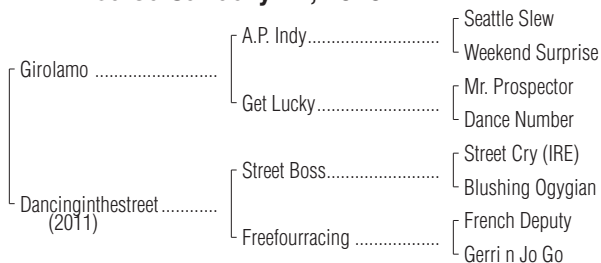 Seattle Slew
A.P. Indy
Weekend Surprise
Girolamo
Mr. Prospector
Get Lucky
Dance Number
Street Cry (IRE)
Street Boss
Blushing Ogygian
Dancinginthestreet
(2011)
French Deputy
Freefourracing
Gerri n Jo Go